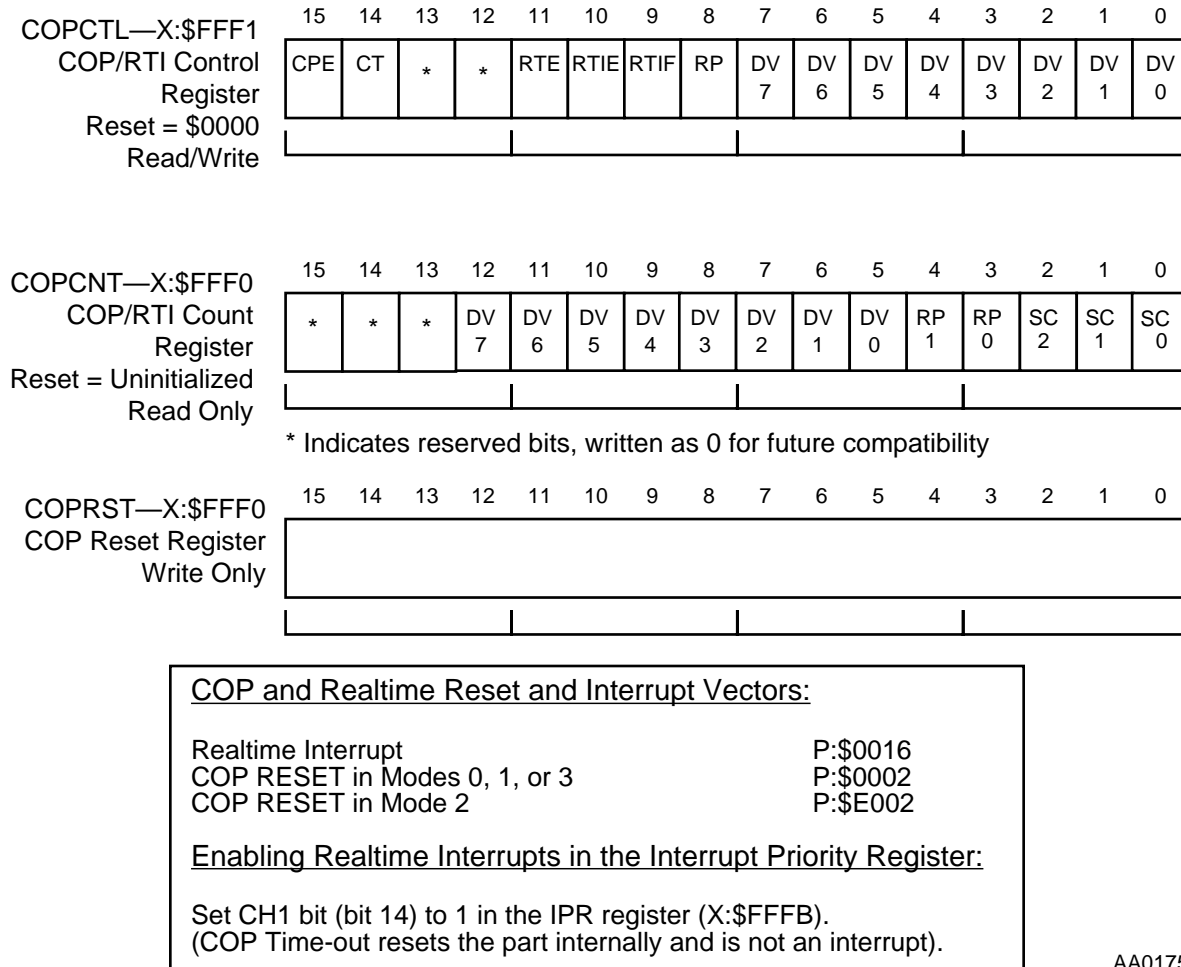 COPCTL—X:$FFF1
COP/RTI Control
Register
Reset = $0000
Read/Write
15 14 13 12 11 10 9 8 7 6 5 4 3 2 1 0
CPE CT * * RTE RTIE RTIF RP DV 7 DV 6 DV 5 DV 4 DV 3 DV 2 DV 1 DV 0
COPCNT—X:$FFF0
COP/RTI Count
Register
Reset = Uninitialized
Read Only
15 14 13 12 11 10 9 8 7 6 5 4 3 2 1 0
* * * DV 7 DV 6 DV 5 DV 4 DV 3 DV 2 DV 1 DV 0 RP 1 RP 0 SC 2 SC 1 SC 0
* Indicates reserved bits, written as 0 for future compatibility
COPRST—X:$FFF0
COP Reset Register
Write Only
15 14 13 12 11 10 9 8 7 6 5 4 3 2 1 0
COP and Realtime Reset and Interrupt Vectors:
Realtime Interrupt P:$0016
COP RESET in Modes 0, 1, or 3 P:$0002
COP RESET in Mode 2 P:$E002
Enabling Realtime Interrupts in the Interrupt Priority Register:
Set CH1 bit (bit 14) to 1 in the IPR register (X:$FFFB).
(COP Time-out resets the part internally and is not an interrupt).
AA0175